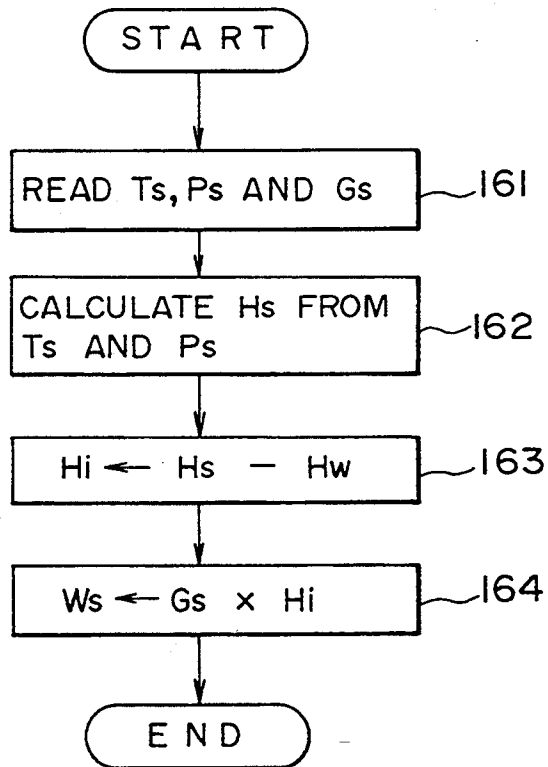 START
READ Ts, Ps AND Gs
161
CALCULATE Hs FROM
Ts AND Ps
162
Hi ← Hs - Hw
163
Ws ← Gs × Hi
164
END